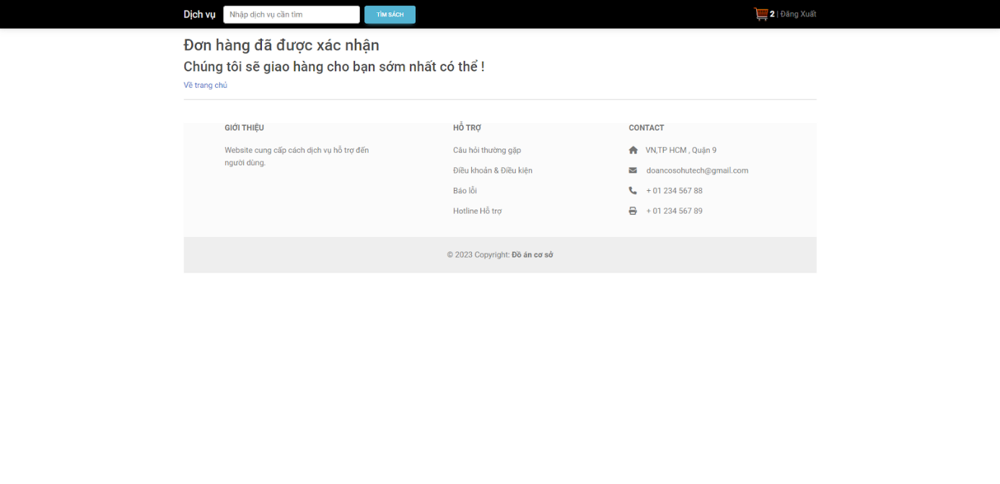 Dịch vụ Nhập dịch vụ cần tìm TÌM SÁCH 2 | Đăng Xuất
Đơn hàng đã được xác nhận
Chúng tôi sẽ giao hàng cho bạn sớm nhất có thể !
Về trang chủ
GIỚI THIỆU
Website cung cấp cách dịch vụ hỗ trợ đến
người dùng.
HỖ TRỢ
Câu hỏi thường gặp
Điều khoản & Điều kiện
Báo lỗi
Hotline Hỗ trợ
CONTACT
VN,TP HCM , Quận 9
doancosohutech@gmail.com
+ 01 234 567 88
+ 01 234 567 89
© 2023 Copyright: Đồ án cơ sở